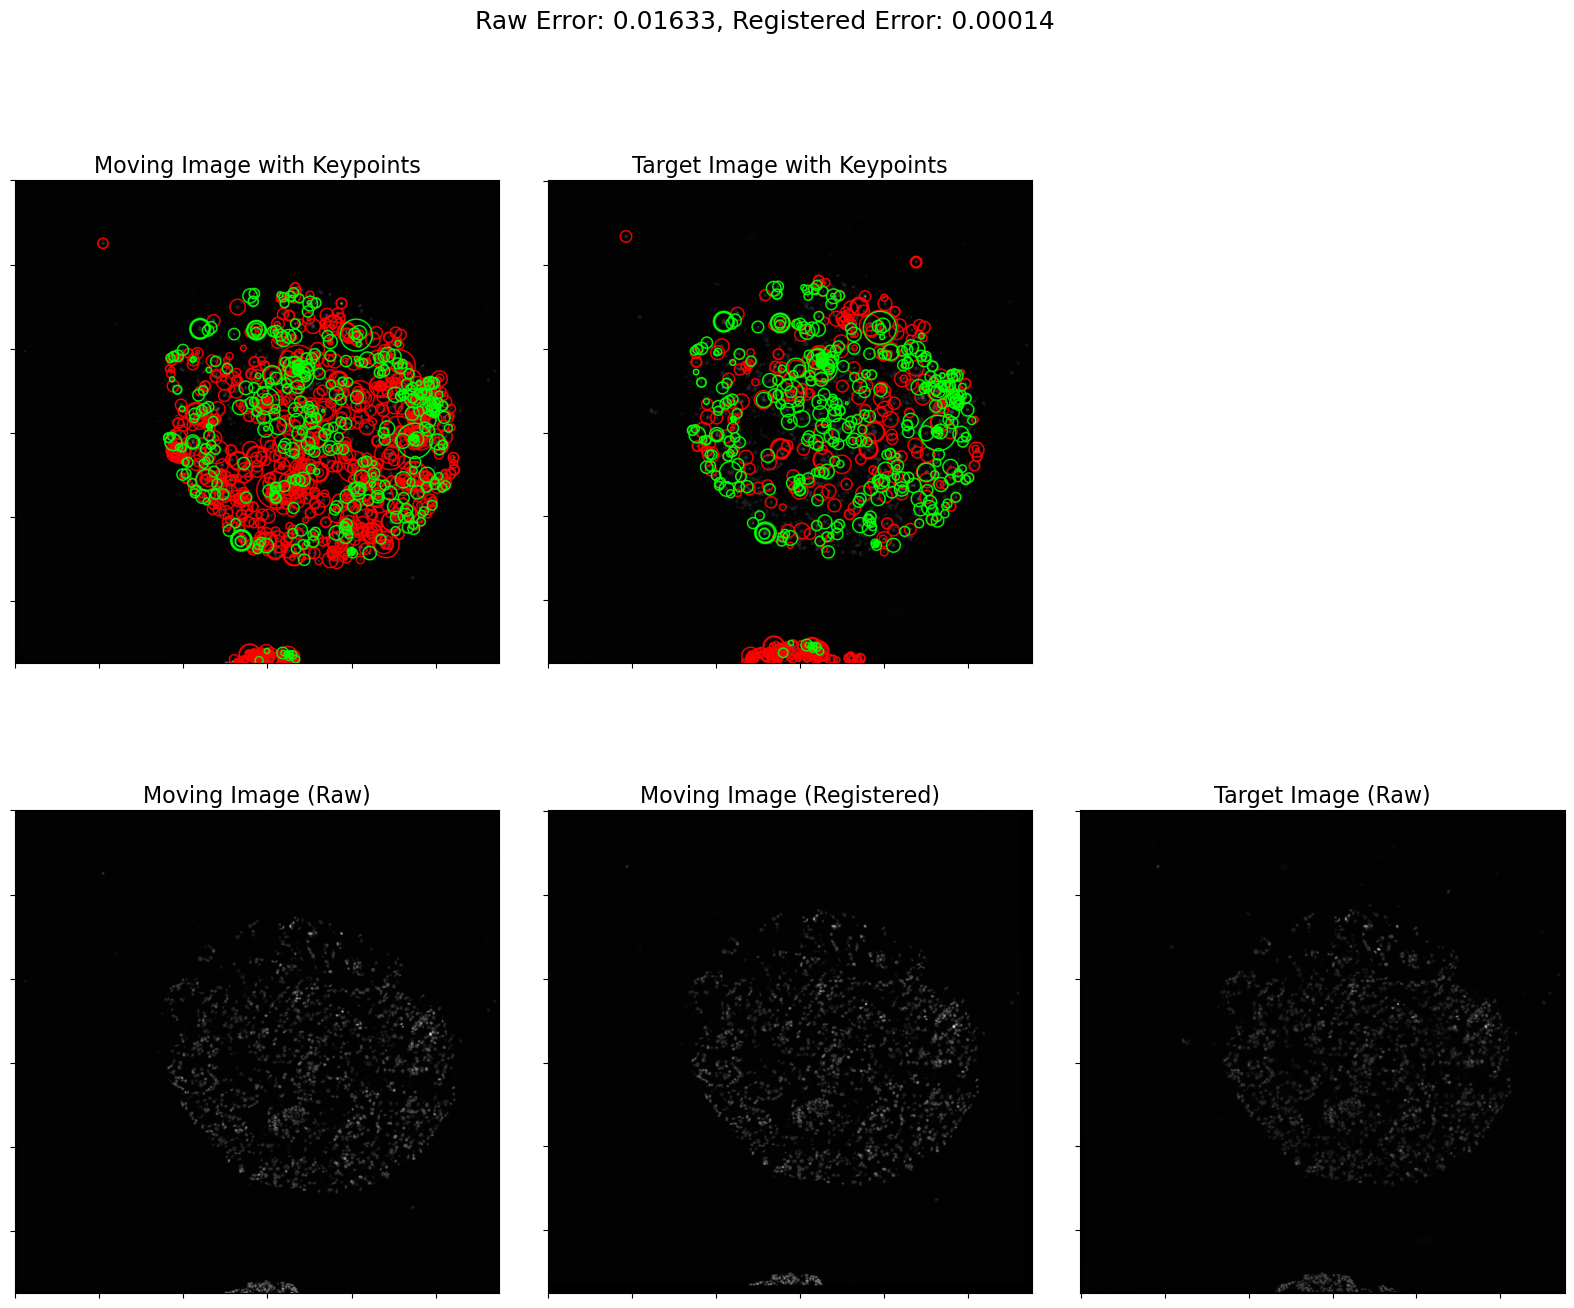 Raw Error: 0.01633, Registered Error: 0.00014
Moving Image with Keypoints
Target Image with Keypoints
Moving Image (Raw)
Moving Image (Registered)
Target Image (Raw)